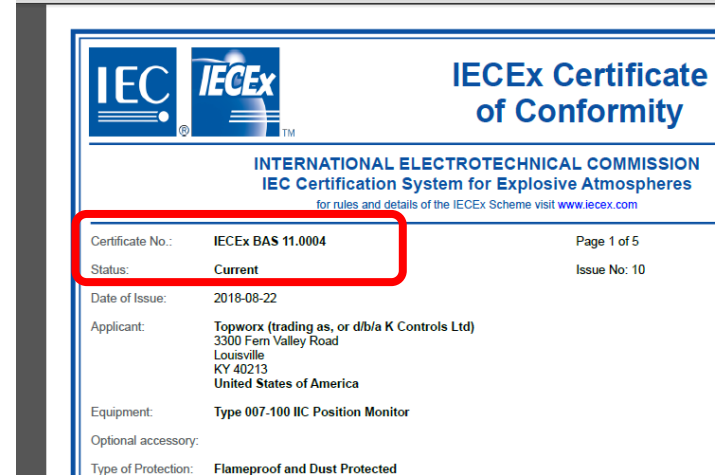 IEC ® IECEx TM
IECEx Certificate
of Conformity
INTERNATIONAL ELECTROTECHNICAL COMMISSION
IEC Certification System for Explosive Atmospheres
for rules and details of the IECEx Scheme visit www.iecex.com
Certificate No.: IECEx BAS 11.0004 Page 1 of 5
Status: Current Issue No: 10
Date of Issue: 2018-08-22
Applicant: Topworx (trading as, or d/b/a K Controls Ltd)
3300 Fern Valley Road
Louisville
KY 40213
United States of America
Equipment: Type 007-100 IIC Position Monitor
Optional accessory:
Type of Protection: Flameproof and Dust Protected